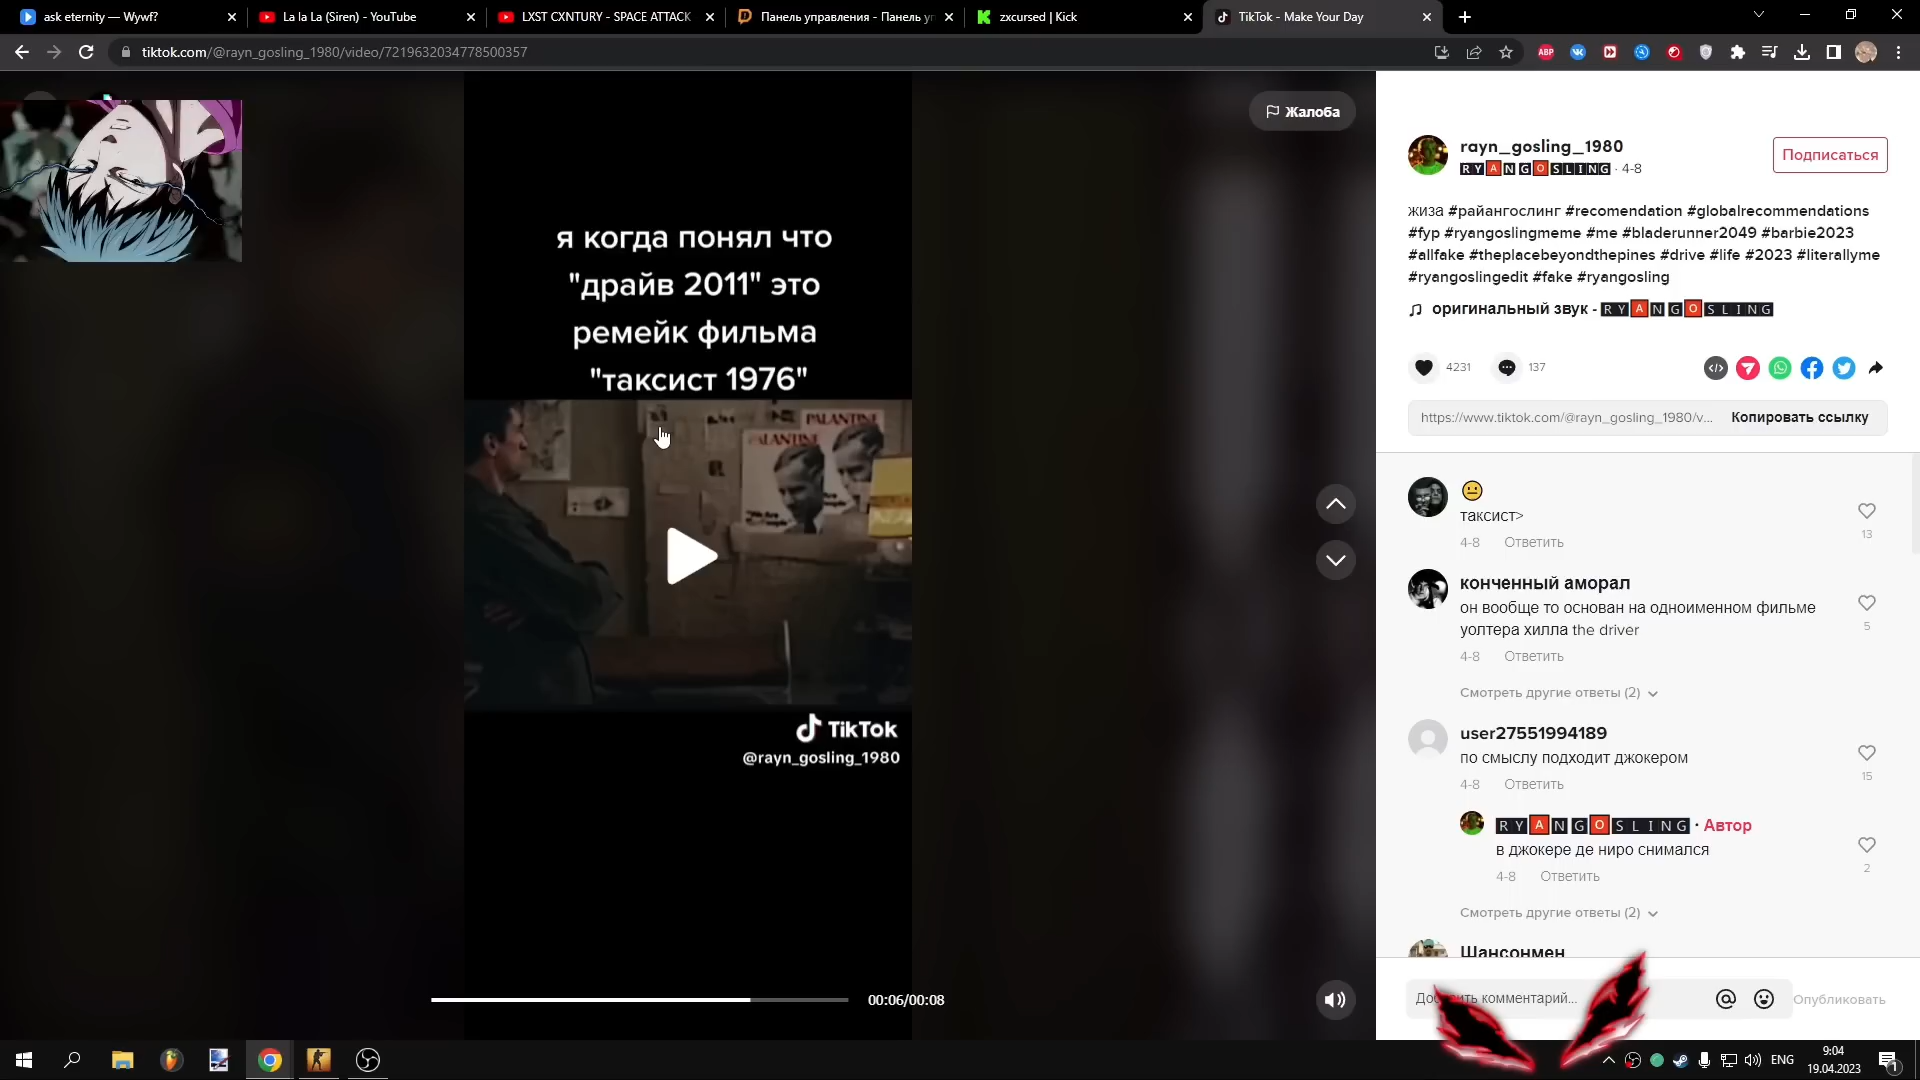 ask eternity — Wywf?
La la La (Siren) - YouTube
LXST CXNTURY - SPACE ATTACK
Панель управления - Панель уп
zxcursed | Kick
TikTok - Make Your Day
tiktok.com/@rayn_gosling_1980/video/7219632034778500357
ABP
Жалоба
я когда понял что
"драйв 2011" это
ремейк фильма
"таксист 1976"
PALANTINE
PALANTINE
TikTok
@rayn_gosling_1980
00:06/00:08
rayn_gosling_1980
RYANGOSLING · 4-8
Подписаться
жиза #райангослинг #recomendation #globalrecommendations
#fyp #ryangoslingmeme #me #bladerunner2049 #barbie2023
#allfake #theplacebeyondthepines #drive #life #2023 #literallyme
#ryangoslingedit #fake #ryangosling
оригинальный звук - RYANGOSLING
4231
137
https://www.tiktok.com/@rayn_gosling_1980/v...
Копировать ссылку
таксист>
13
4-8 Ответить
конченный аморал
он вообще то основан на одноименном фильме
уолтера хилла the driver
5
4-8 Ответить
Смотреть другие ответы (2)
user27551994189
по смыслу подходит джокером
15
4-8 Ответить
RYANGOSLING · Автор
в джокере де ниро снимался
2
4-8 Ответить
Смотреть другие ответы (2)
Шансонмен
Добавить комментарий...
Опубликовать
ENG
9:04
19.04.2023
1